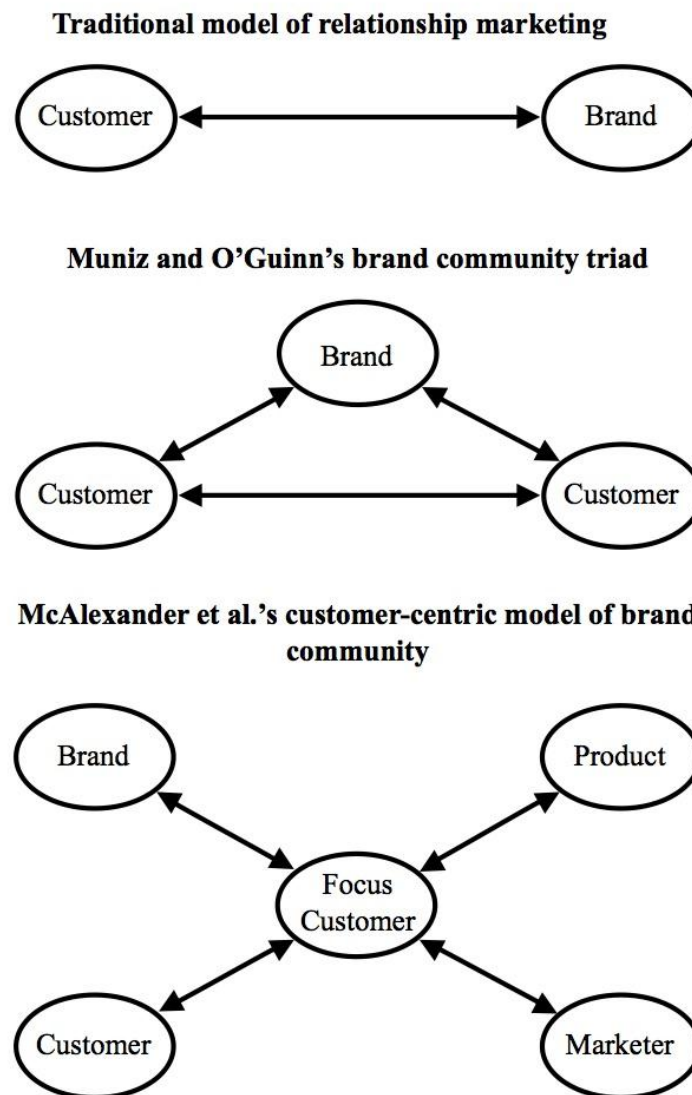 Traditional model of relationship marketing
Customer
Brand
Muniz and O’Guinn’s brand community triad
Brand
Customer
Customer
McAlexander et al.’s customer-centric model of brand
community
Brand
Product
Focus
Customer
Customer
Marketer